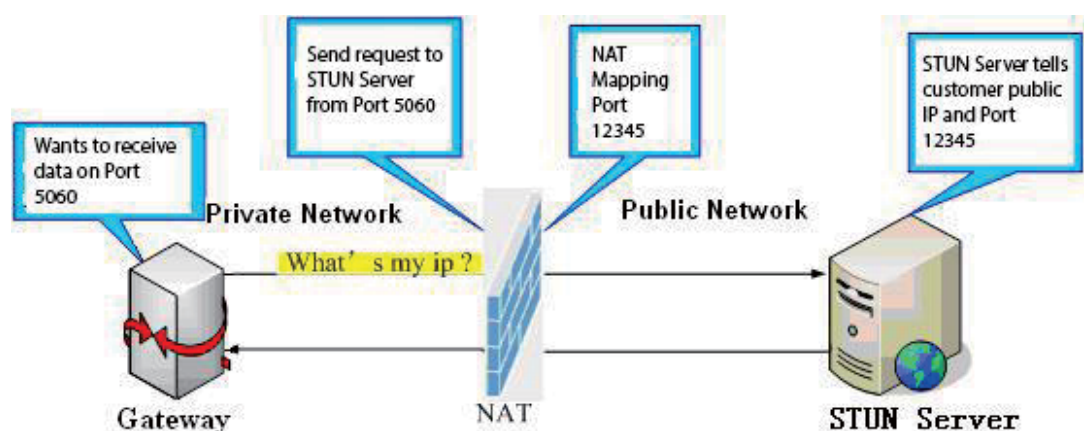 Send request to
STUN Server
from Port 5060
NAT
Mapping
Port
12345
STUN Server tells
customer public
IP and Port
12345
Wants to receive
data on Port
5060
Private Network
Public Network
What’s my ip？
Gateway
NAT
STUN Server